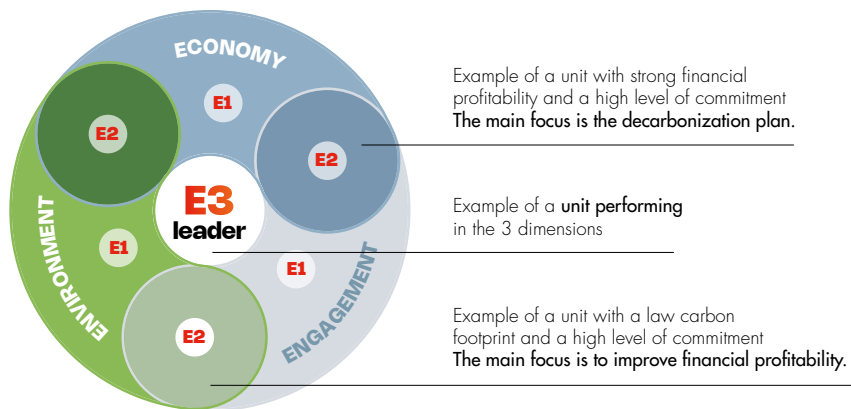 ECONOMY
E1
E2
E2
E3
leader
ENVIRONMENT
E1
E1
ENGAGEMENT
E2
Example of a unit with strong financial
profitability and a high level of commitment
The main focus is the decarbonization plan.
Example of a unit performing
in the 3 dimensions
Example of a unit with a law carbon
footprint and a high level of commitment
The main focus is to improve financial profitability.